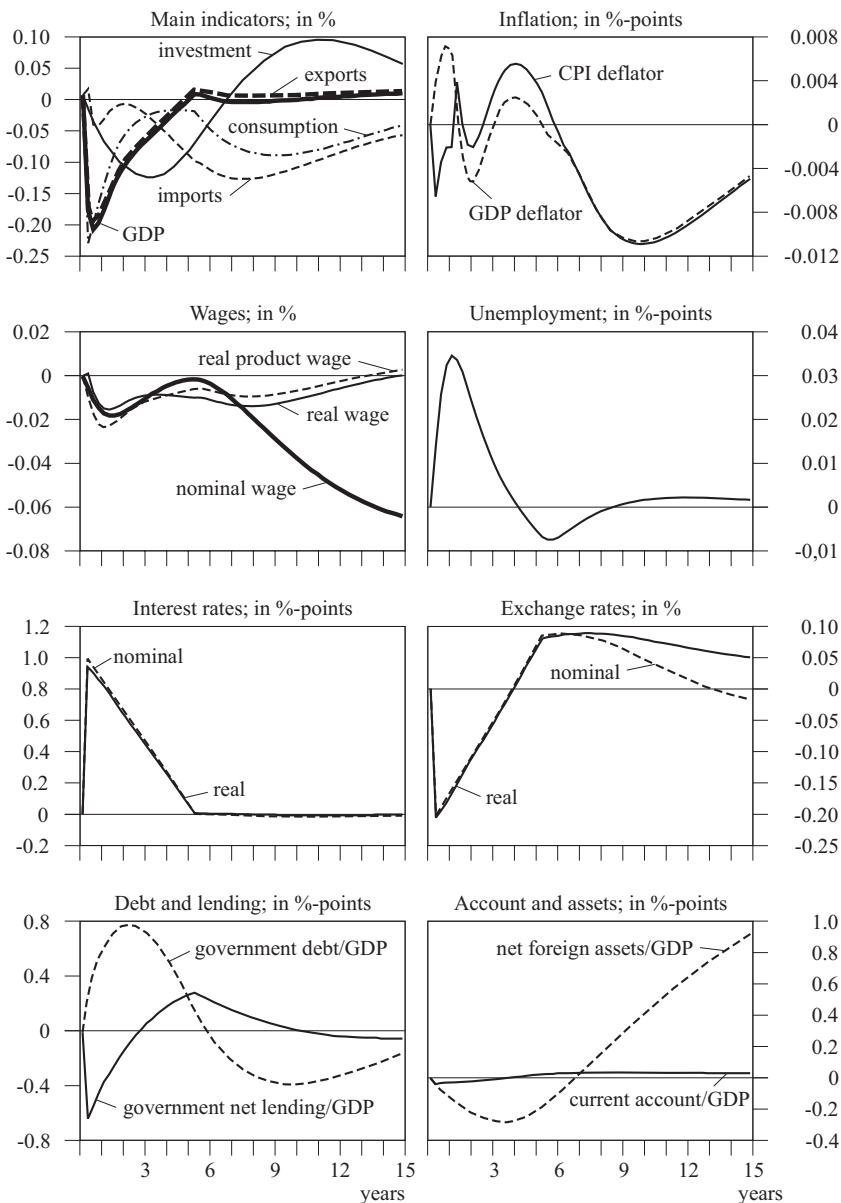 Main indicators; in %
0.10
0.05
0
-0.05
-0.10
-0.15
-0.20
-0.25
investment
exports
consumption
imports
GDP
Inflation; in %-points
CPI deflator
GDP deflator
0.008
0.004
0
-0.004
-0.008
-0.012
Wages; in %
0.02
0
-0.02
-0.04
-0.06
-0.08
real product wage
real wage
nominal wage
Unemployment; in %-points
0.04
0.03
0.02
0.01
0
-0,01
Interest rates; in %-points
1.2
1.0
0.8
0.6
0.4
0.2
0
-0.2
nominal
real
Exchange rates; in %
nominal
real
0.10
0.05
0
-0.05
-0.10
-0.15
-0.20
-0.25
Debt and lending; in %-points
0.8
0.4
0
-0.4
-0.8
government debt/GDP
government net lending/GDP
3 6 9 12 15
years
Account and assets; in %-points
net foreign assets/GDP
current account/GDP
1.0
0.8
0.6
0.4
0.2
0
-0.2
-0.4
3 6 9 12 15
years